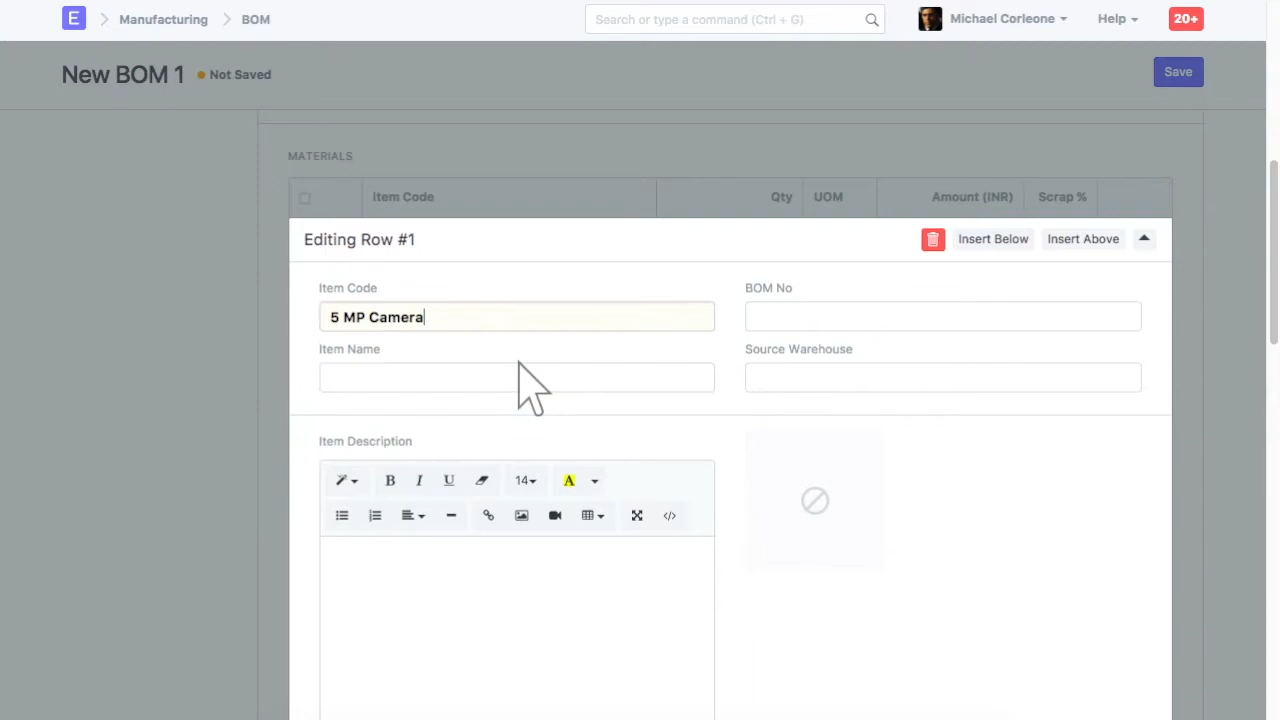 E Manufacturing BOM Search or type a command (Ctrl + G) Michael Corleone Help 20+
New BOM 1 Not Saved Save
MATERIALS
Item Code Qty UOM Amount (INR) Scrap %
Editing Row #1 Insert Below Insert Above
Item Code BOM No
5 MP Camera
Item Name Source Warehouse
Item Description
B I U 14 A